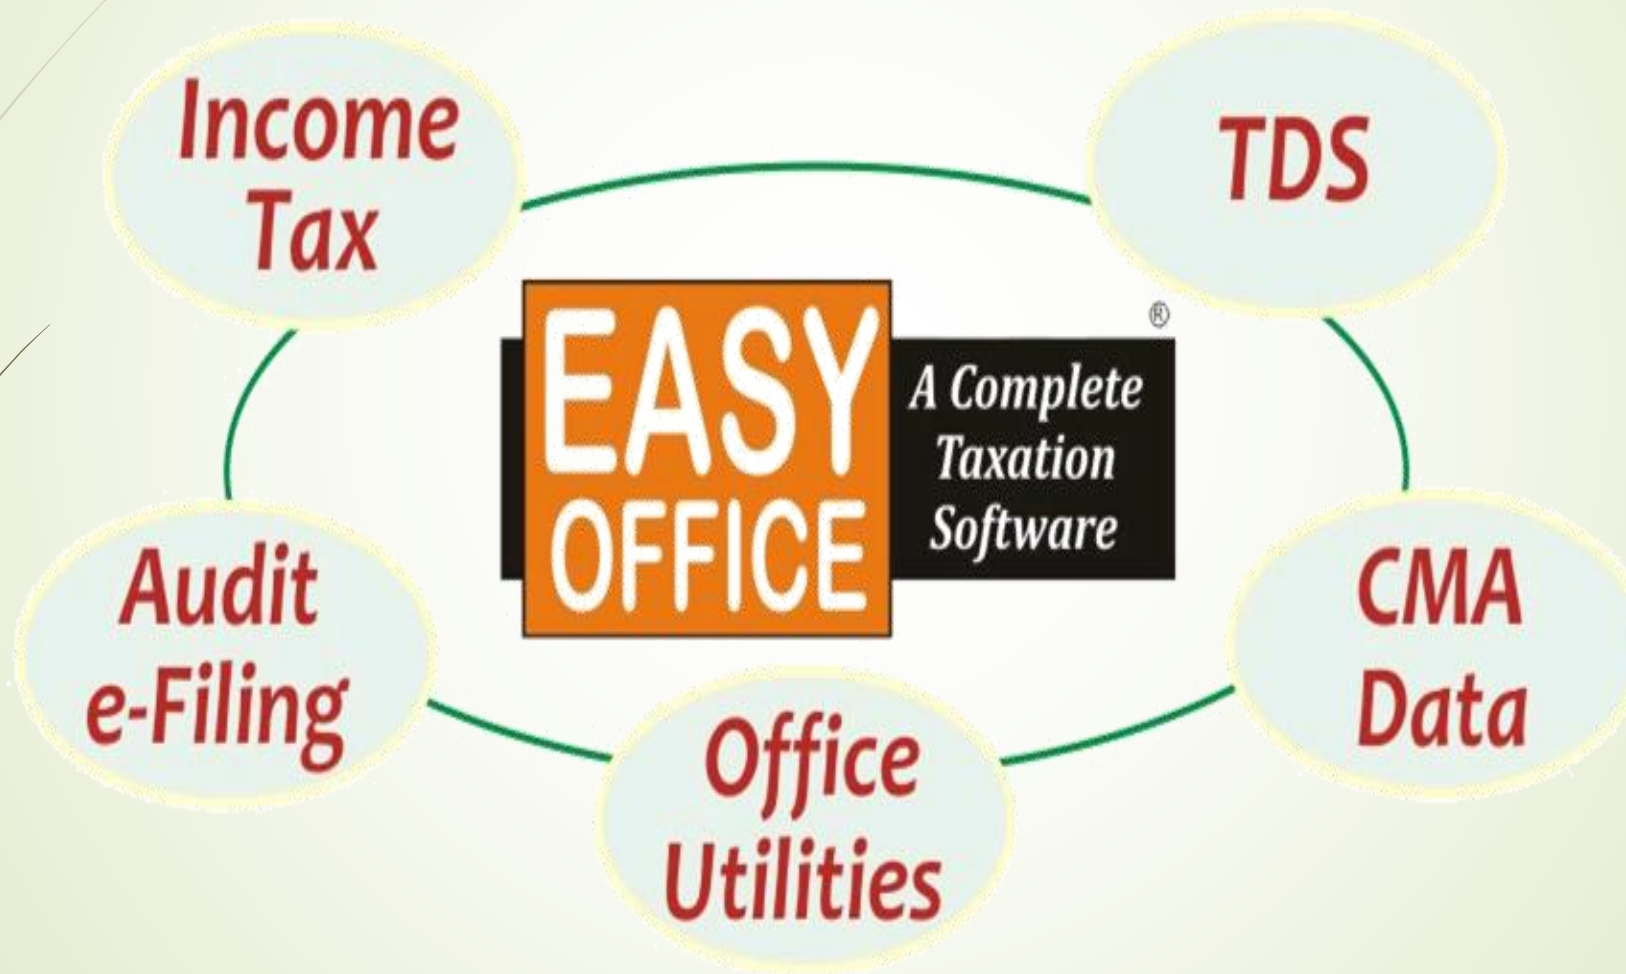 Income
Tax
TDS
EASY
OFFICE
®
A Complete
Taxation
Software
Audit
e-Filing
CMA
Data
Office
Utilities